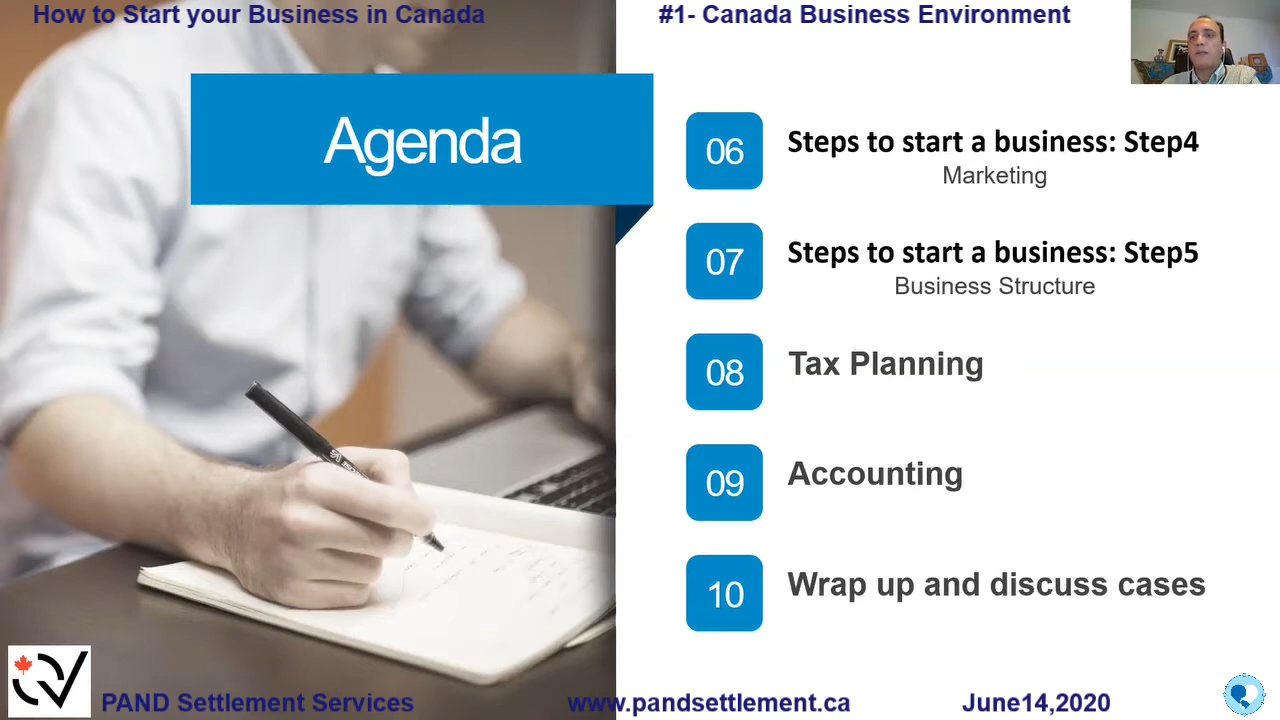 How to Start your Business in Canada
#1- Canada Business Environment
Agenda
06
Steps to start a business: Step4
Marketing
07
Steps to start a business: Step5
Business Structure
08
Tax Planning
09
Accounting
10
Wrap up and discuss cases
PAND Settlement Services
www.pandsettlement.ca
June14,2020